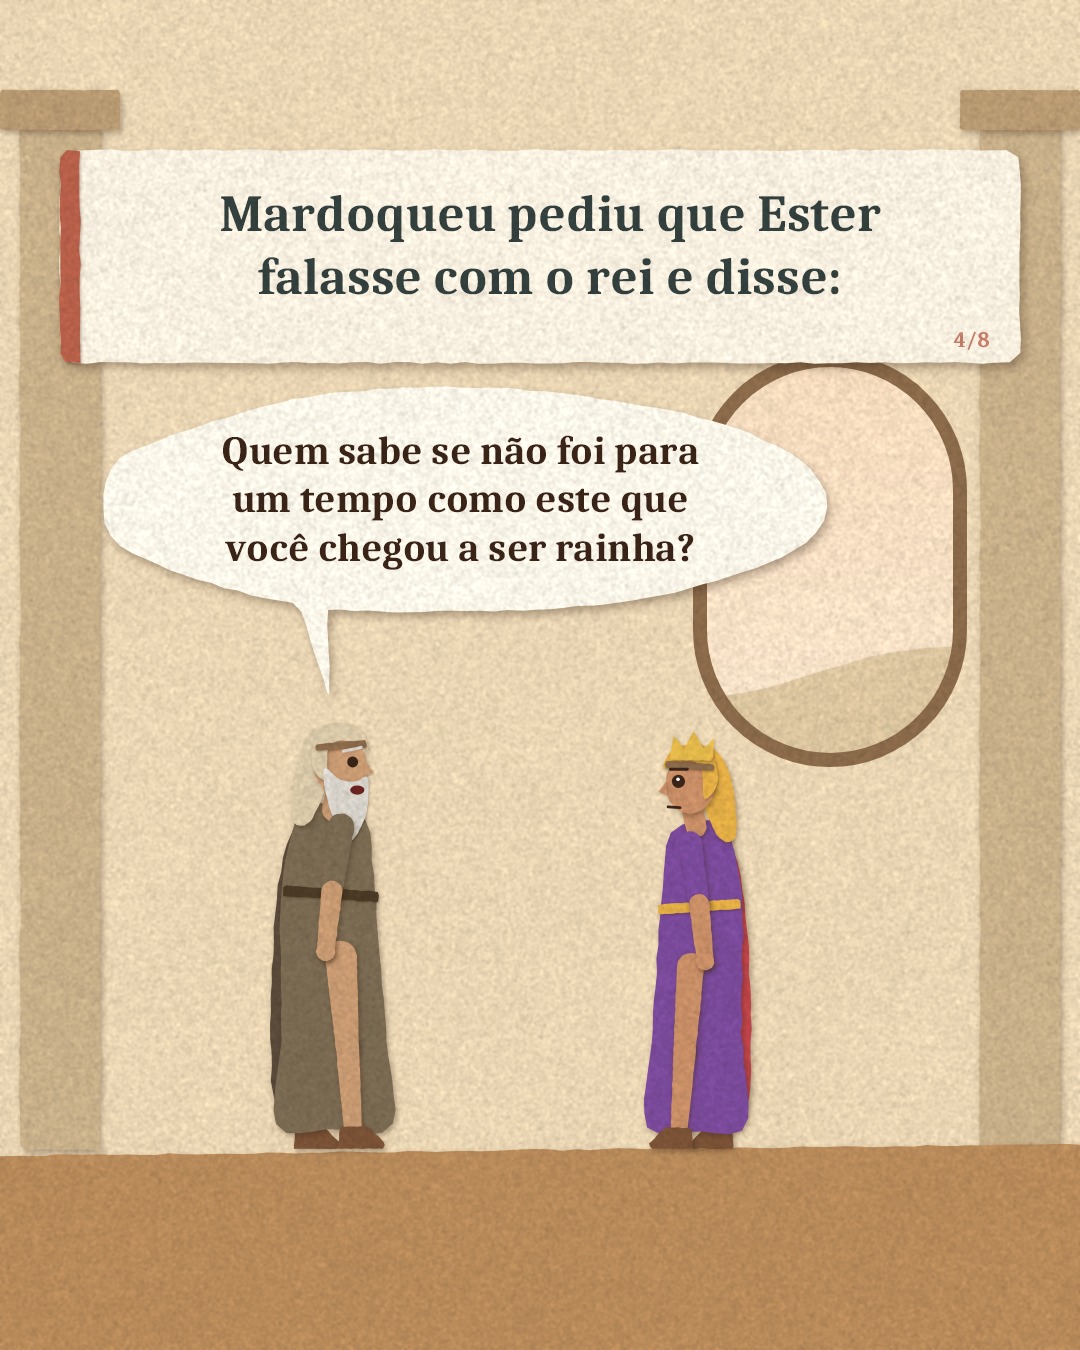 Mardoqueu pediu que Ester
falasse com o rei e disse:
4/8
Quem sabe se não foi para
um tempo como este que
você chegou a ser rainha?